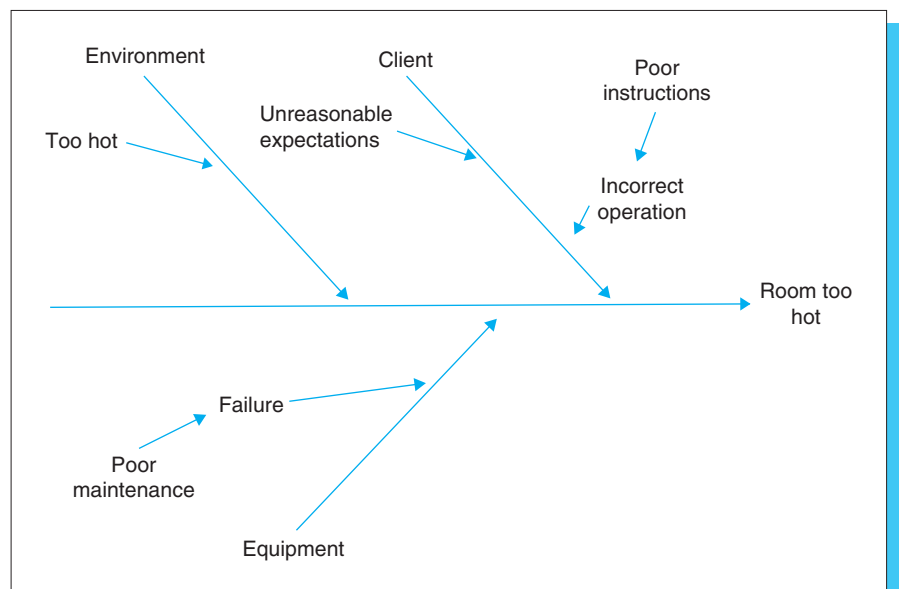 Environment
Client
Poor
instructions
Unreasonable
expectations
Too hot
Incorrect
operation
Room too
hot
Failure
Poor
maintenance
Equipment